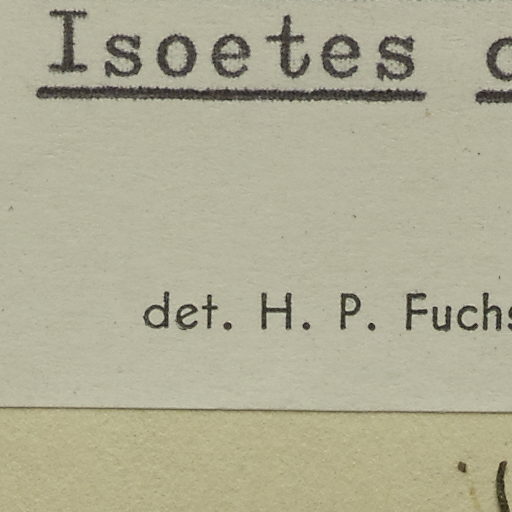 Isoetes
det. H. P. Fuchs